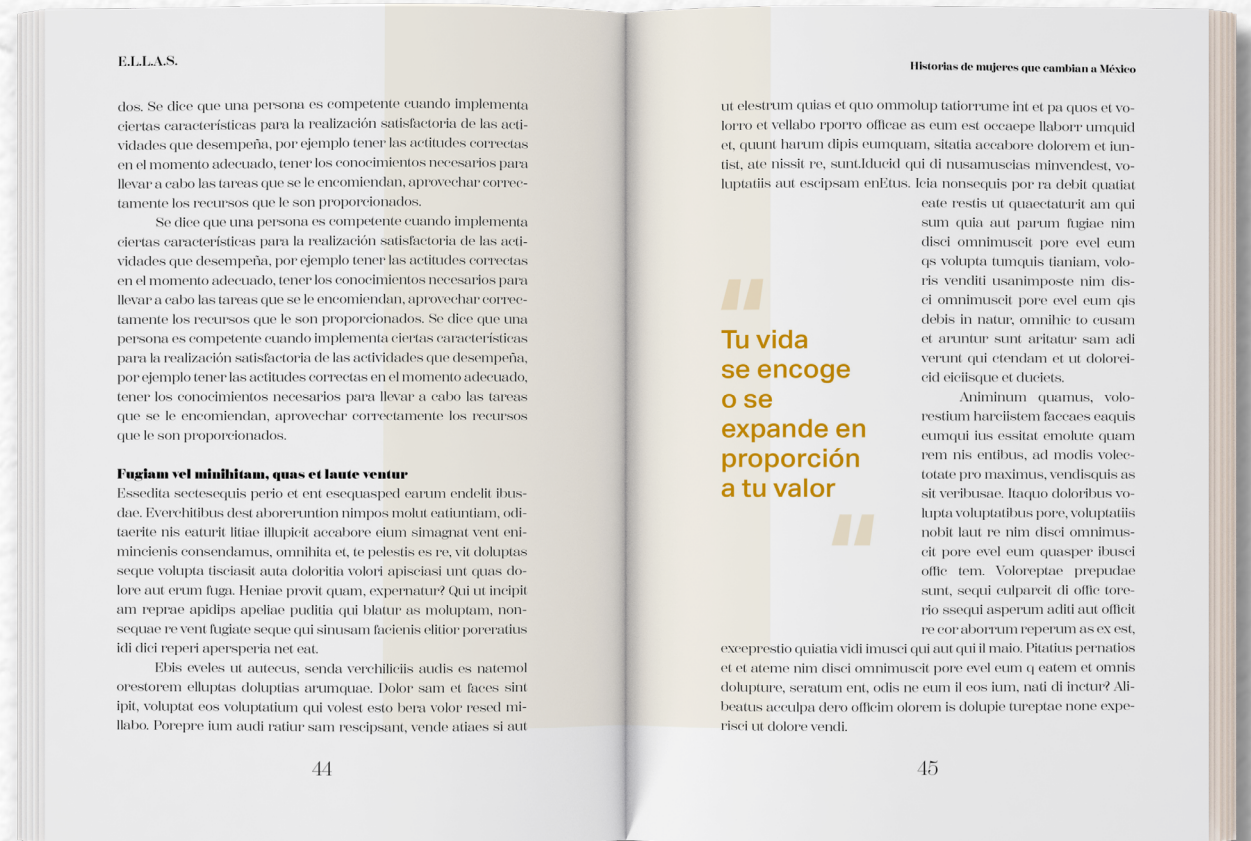 E.L.L.A.S.
dos. Se dice que una persona es competente cuando implementa
ciertas características para la realización satisfactoria de las acti-
vidades que desempeña, por ejemplo tener las actitudes correctas
en el momento adecuado, tener los conocimientos necesarios para
llevar a cabo las tareas que se le encomiendan, aprovechar correc-
tamente los recursos que le son proporcionados.
Se dice que una persona es competente cuando implementa
ciertas características para la realización satisfactoria de las acti-
vidades que desempeña, por ejemplo tener las actitudes correctas
en el momento adecuado, tener los conocimientos necesarios para
llevar a cabo las tareas que se le encomiendan, aprovechar correc-
tamente los recursos que le son proporcionados. Se dice que una
persona es competente cuando implementa ciertas características
para la realización satisfactoria de las actividades que desempeña,
por ejemplo tener las actitudes correctas en el momento adecuado,
tener los conocimientos necesarios para llevar a cabo las tareas
que se le encomiendan, aprovechar correctamente los recursos
que le son proporcionados.
Fugiam vel minihitam, quas et laute ventur
Essedita sectesequis perio et ent esequasped earum endelit ibus-
dae. Everchitibus dest aboreruntion nimpos molut eatiuntiam, odi-
taerite nis eaturit litiae illupicit accabore eium simagnat vent eni-
mincienis consendamus, omnihita et, te pelestis es re, vit doluptas
seque volupta tisciasit auta doloritia volori apisciasi unt quas do-
lore aut erum fuga. Heniae provit quam, expernatur? Qui ut incipit
am reprae apidips apeliae puditia qui blatur as moluptam, non-
sequae re vent fugiate seque qui sinusam facienis elitior poreratius
idi dici reperi apersperia net eat.
Ebis eveles ut autecus, senda verchiliciis audis es natemol
orestorem elluptas doluptias arumquae. Dolor sam et faces sint
ipit, voluptat eos voluptatium qui volest esto bera volor resed mi-
llabo. Porepre ium audi ratiur sam rescipsant, vende atiaes si aut
44
Historias de mujeres que cambian a México
ut elestrum quias et quo ommolup tatiorrume int et pa quos et vo-
lorro et vellabo rporro officae as eum est occaepe llaborr umquid
et, quunt harum dipis eumquam, sitatia accabore dolorem et iun-
tist, ate nissit re, sunt.Iducid qui di nusamuscias minvendest, vo-
luptatiis aut escipsam enEtus. Icia nonsequis por ra debit quatiat
eate restis ut quaectaturit am qui
sum quia aut parum fugiae nim
disci omnimuscit pore evel eum
qs volupta tumquis tianiam, volo-
ris venditi usanimposte nim dis-
ci omnimuscit pore evel eum qis
debis in natur, omnihic to cusam
et aruntur sunt aritatur sam adi
verunt qui ctendam et ut dolorei-
cid eiciisque et duciets.
Animinum quamus, volo-
restium harciistem faccaes eaquis
eumqui ius essitat emolute quam
rem nis entibus, ad modis volec-
totate pro maximus, vendisquis as
sit veribusae. Itaquo doloribus vo-
lupta voluptatibus pore, voluptatiis
nobit laut re nim disci omnimus-
cit pore evel eum quasper ibusci
offic tem. Voloreptae prepudae
sunt, sequi culparcit di offic tore-
rio ssequi asperum aditi aut officit
re cor aborrum reperum as ex est,
exceprestio quiatia vidi imusci qui aut qui il maio. Pitatius pernatios
et et ateme nim disci omnimuscit pore evel eum q eatem et omnis
dolupture, seratum ent, odis ne eum il eos ium, nati di inctur? Ali-
beatus acculpa dero officim olorem is dolupie tureptae none expe-
risci ut dolore vendi.
"
Tu vida
se encoge
o se
expande en
proporción
a tu valor
"
45